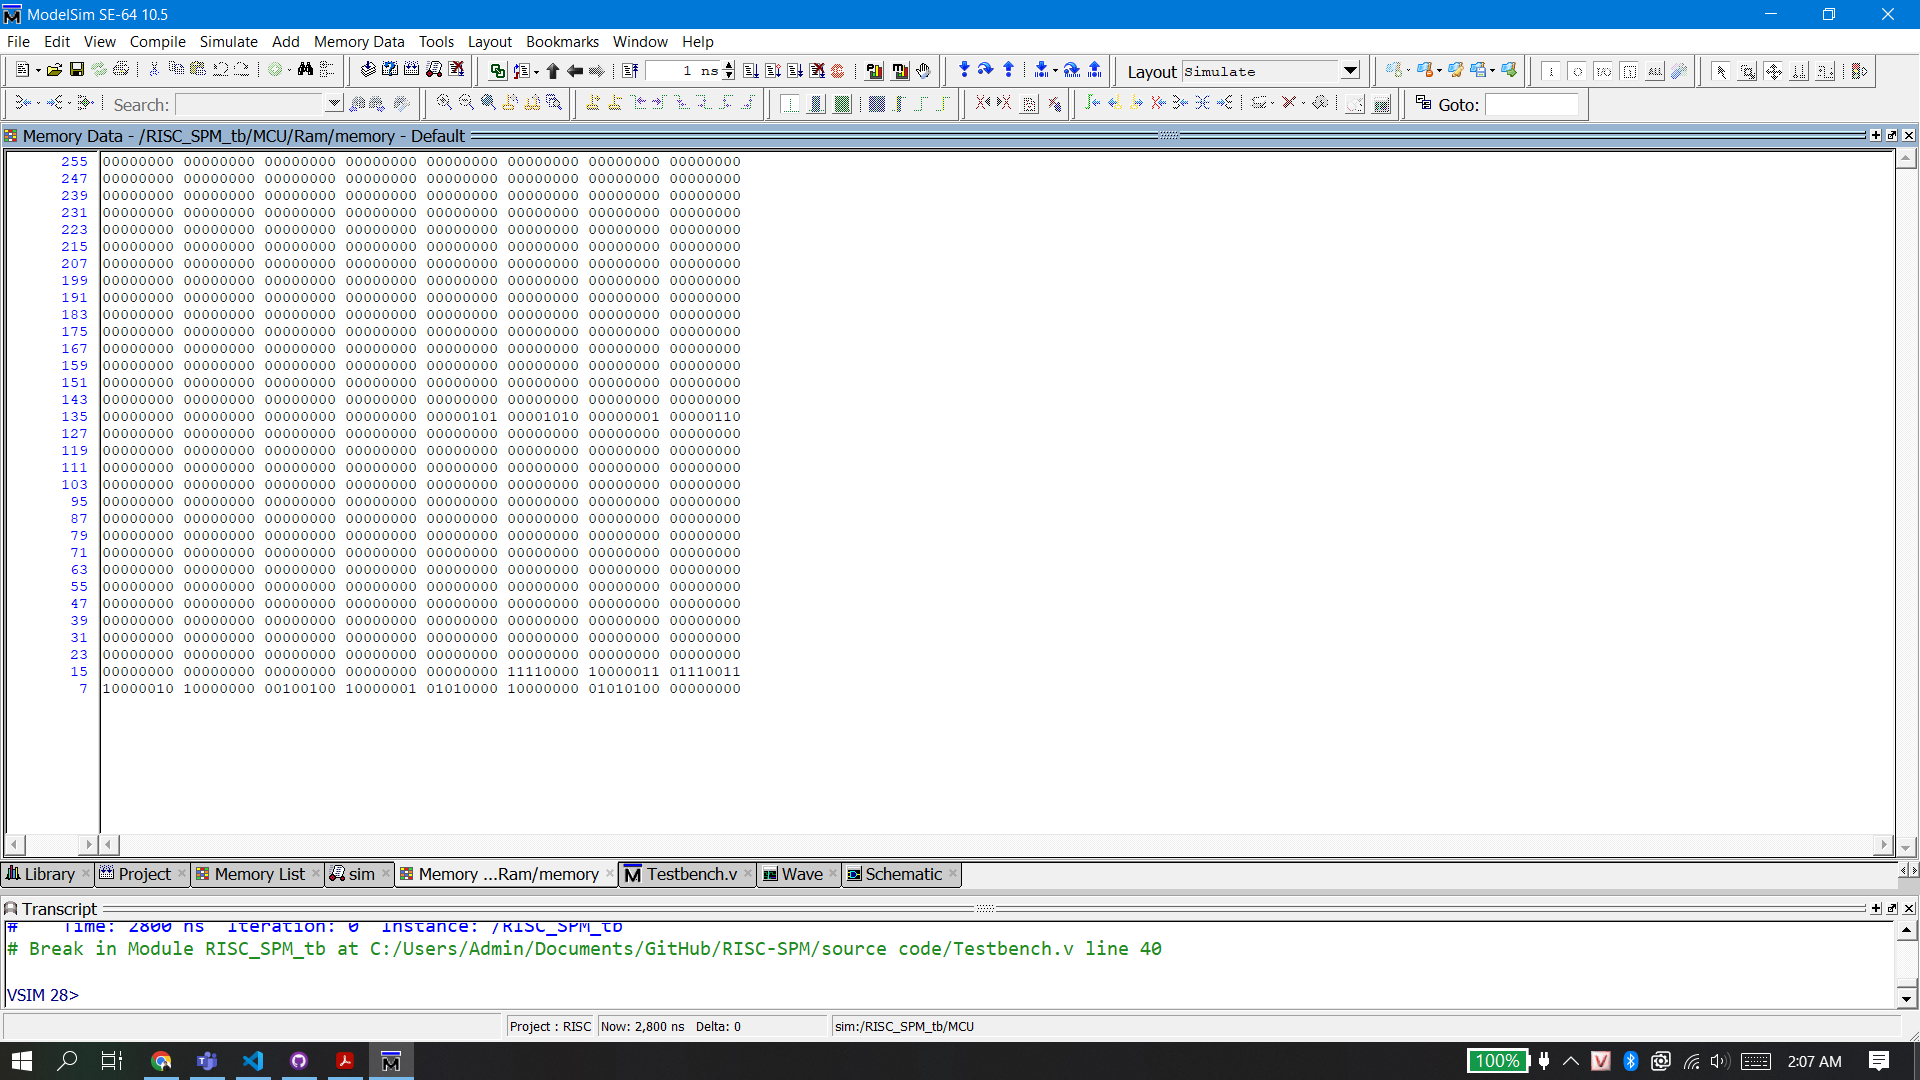 ModelSim SE-64 10.5
File Edit View Compile Simulate Add Memory Data Tools Layout Bookmarks Window Help
1 ns
Layout Simulate
Search:
Goto:
Memory Data - /RISC_SPM_tb/MCU/Ram/memory - Default
255 00000000 00000000 00000000 00000000 00000000 00000000 00000000 00000000
247 00000000 00000000 00000000 00000000 00000000 00000000 00000000 00000000
239 00000000 00000000 00000000 00000000 00000000 00000000 00000000 00000000
231 00000000 00000000 00000000 00000000 00000000 00000000 00000000 00000000
223 00000000 00000000 00000000 00000000 00000000 00000000 00000000 00000000
215 00000000 00000000 00000000 00000000 00000000 00000000 00000000 00000000
207 00000000 00000000 00000000 00000000 00000000 00000000 00000000 00000000
199 00000000 00000000 00000000 00000000 00000000 00000000 00000000 00000000
191 00000000 00000000 00000000 00000000 00000000 00000000 00000000 00000000
183 00000000 00000000 00000000 00000000 00000000 00000000 00000000 00000000
175 00000000 00000000 00000000 00000000 00000000 00000000 00000000 00000000
167 00000000 00000000 00000000 00000000 00000000 00000000 00000000 00000000
159 00000000 00000000 00000000 00000000 00000000 00000000 00000000 00000000
151 00000000 00000000 00000000 00000000 00000000 00000000 00000000 00000000
143 00000000 00000000 00000000 00000000 00000000 00000000 00000000 00000000
135 00000000 00000000 00000000 00000000 00000101 00001010 00000001 00000110
127 00000000 00000000 00000000 00000000 00000000 00000000 00000000 00000000
119 00000000 00000000 00000000 00000000 00000000 00000000 00000000 00000000
111 00000000 00000000 00000000 00000000 00000000 00000000 00000000 00000000
103 00000000 00000000 00000000 00000000 00000000 00000000 00000000 00000000
95 00000000 00000000 00000000 00000000 00000000 00000000 00000000 00000000
87 00000000 00000000 00000000 00000000 00000000 00000000 00000000 00000000
79 00000000 00000000 00000000 00000000 00000000 00000000 00000000 00000000
71 00000000 00000000 00000000 00000000 00000000 00000000 00000000 00000000
63 00000000 00000000 00000000 00000000 00000000 00000000 00000000 00000000
55 00000000 00000000 00000000 00000000 00000000 00000000 00000000 00000000
47 00000000 00000000 00000000 00000000 00000000 00000000 00000000 00000000
39 00000000 00000000 00000000 00000000 00000000 00000000 00000000 00000000
31 00000000 00000000 00000000 00000000 00000000 00000000 00000000 00000000
23 00000000 00000000 00000000 00000000 00000000 00000000 00000000 00000000
15 00000000 00000000 00000000 00000000 00000000 11110000 10000011 01110011
7 10000010 10000000 00100100 10000001 01010000 10000000 01010100 00000000
Library Project Memory List sim Memory ...Ram/memory Testbench.v Wave Schematic
Transcript
# Time: 2800 ns Iteration: 0 Instance: /RISC_SPM_tb
# Break in Module RISC_SPM_tb at C:/Users/Admin/Documents/GitHub/RISC-SPM/source code/Testbench.v line 40
VSIM 28>
Project : RISC Now: 2,800 ns Delta: 0 sim:/RISC_SPM_tb/MCU
100% 2:07 AM